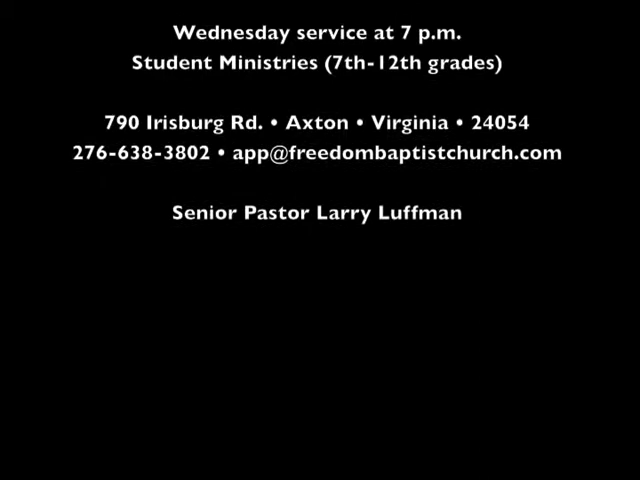 Wednesday service at 7 p.m.
Student Ministries (7th-12th grades)
790 Irisburg Rd. • Axton • Virginia • 24054
276-638-3802 • app@freedombaptistchurch.com
Senior Pastor Larry Luffman